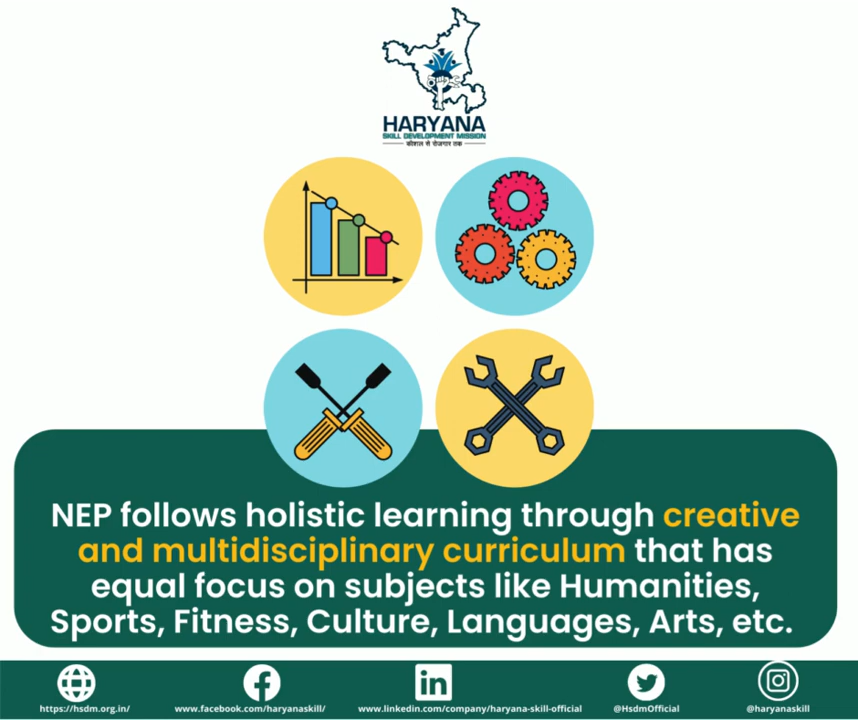 HARYANA
SKILL DEVELOPMENT MISSION
कौशल से रोजगार तक
NEP follows holistic learning through creative
and multidisciplinary curriculum that has
equal focus on subjects like Humanities,
Sports, Fitness, Culture, Languages, Arts, etc.
https://hsdm.org.in/
www.facebook.com/haryanaskill/
www.linkedin.com/company/haryana-skill-official
@HsdmOfficial
@haryanaskill